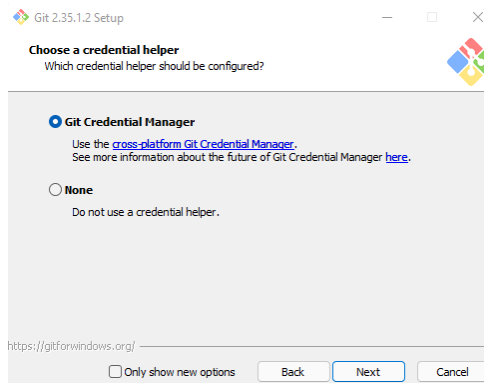 Git 2.35.1.2 Setup
Choose a credential helper
Which credential helper should be configured?
Git Credential Manager
Use the cross-platform Git Credential Manager.
See more information about the future of Git Credential Manager here.
None
Do not use a credential helper.
https://gitforwindows.org/
Only show new options Back Next Cancel